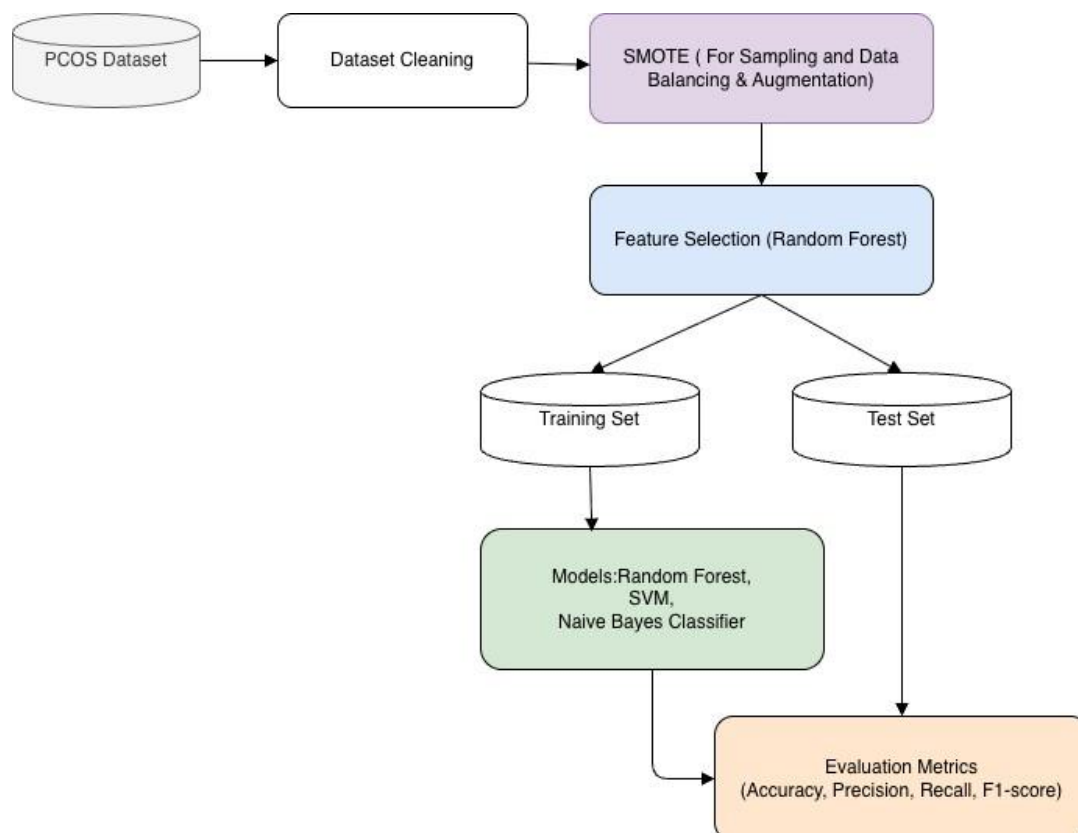 PCOS Dataset
Dataset Cleaning
SMOTE ( For Sampling and Data
Balancing & Augmentation)
Feature Selection (Random Forest)
Training Set
Test Set
Models:Random Forest,
SVM,
Naive Bayes Classifier
Evaluation Metrics
(Accuracy, Precision, Recall, F1-score)